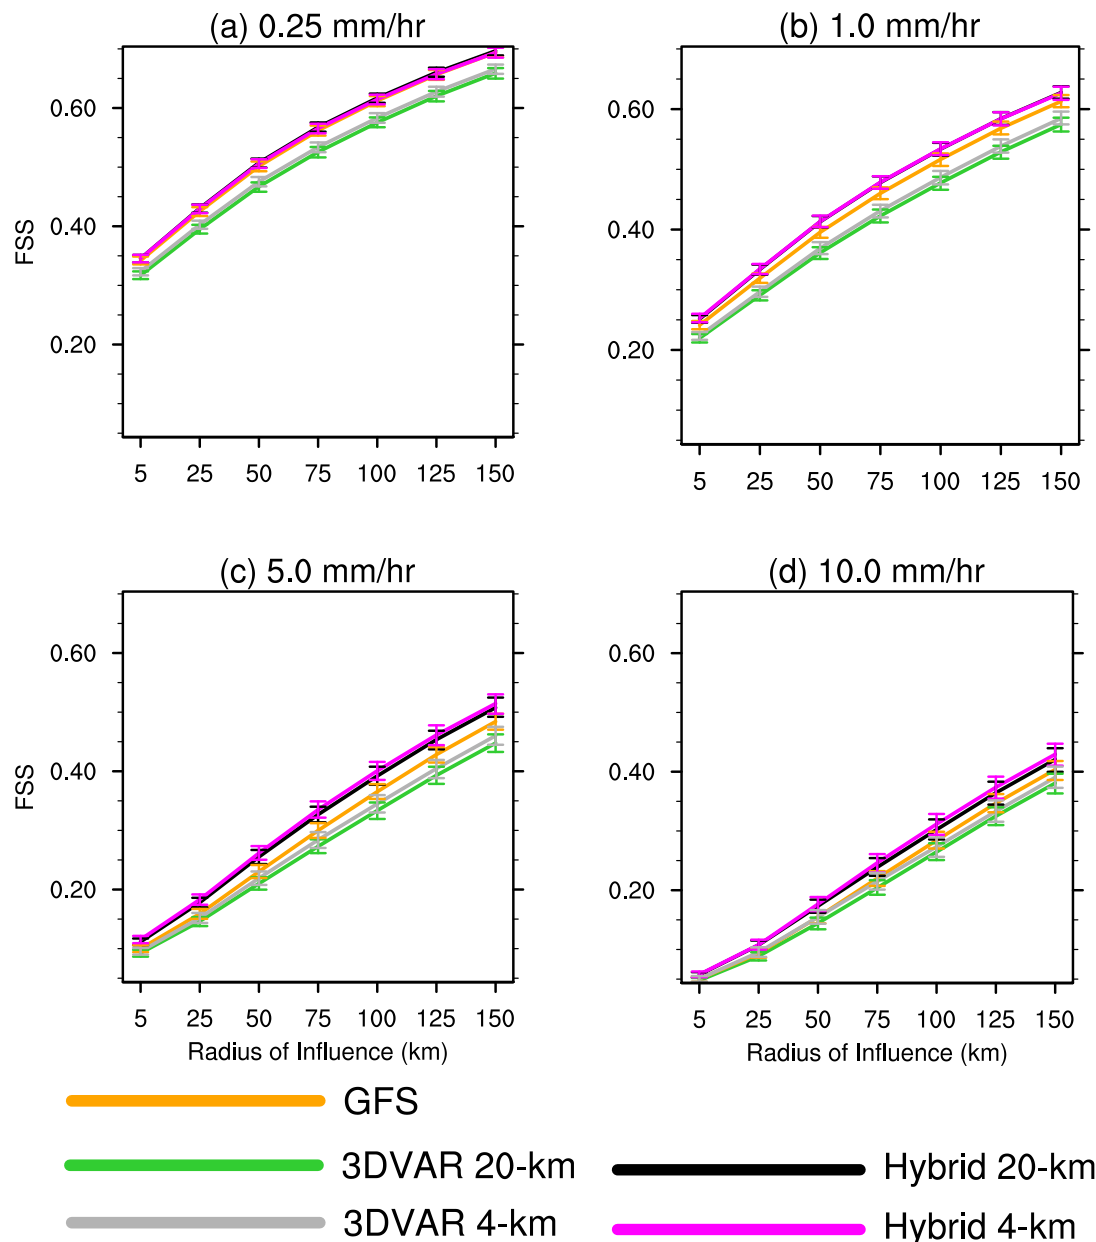 (a) 0.25 mm/hr
(b) 1.0 mm/hr
0.60
0.40
0.20
FSS
5 25 50 75 100 125 150
0.60
0.40
0.20
5 25 50 75 100 125 150
(c) 5.0 mm/hr
(d) 10.0 mm/hr
0.60
0.40
0.20
FSS
5 25 50 75 100 125 150
Radius of Influence (km)
0.60
0.40
0.20
5 25 50 75 100 125 150
Radius of Influence (km)
GFS
3DVAR 20-km
Hybrid 20-km
3DVAR 4-km
Hybrid 4-km